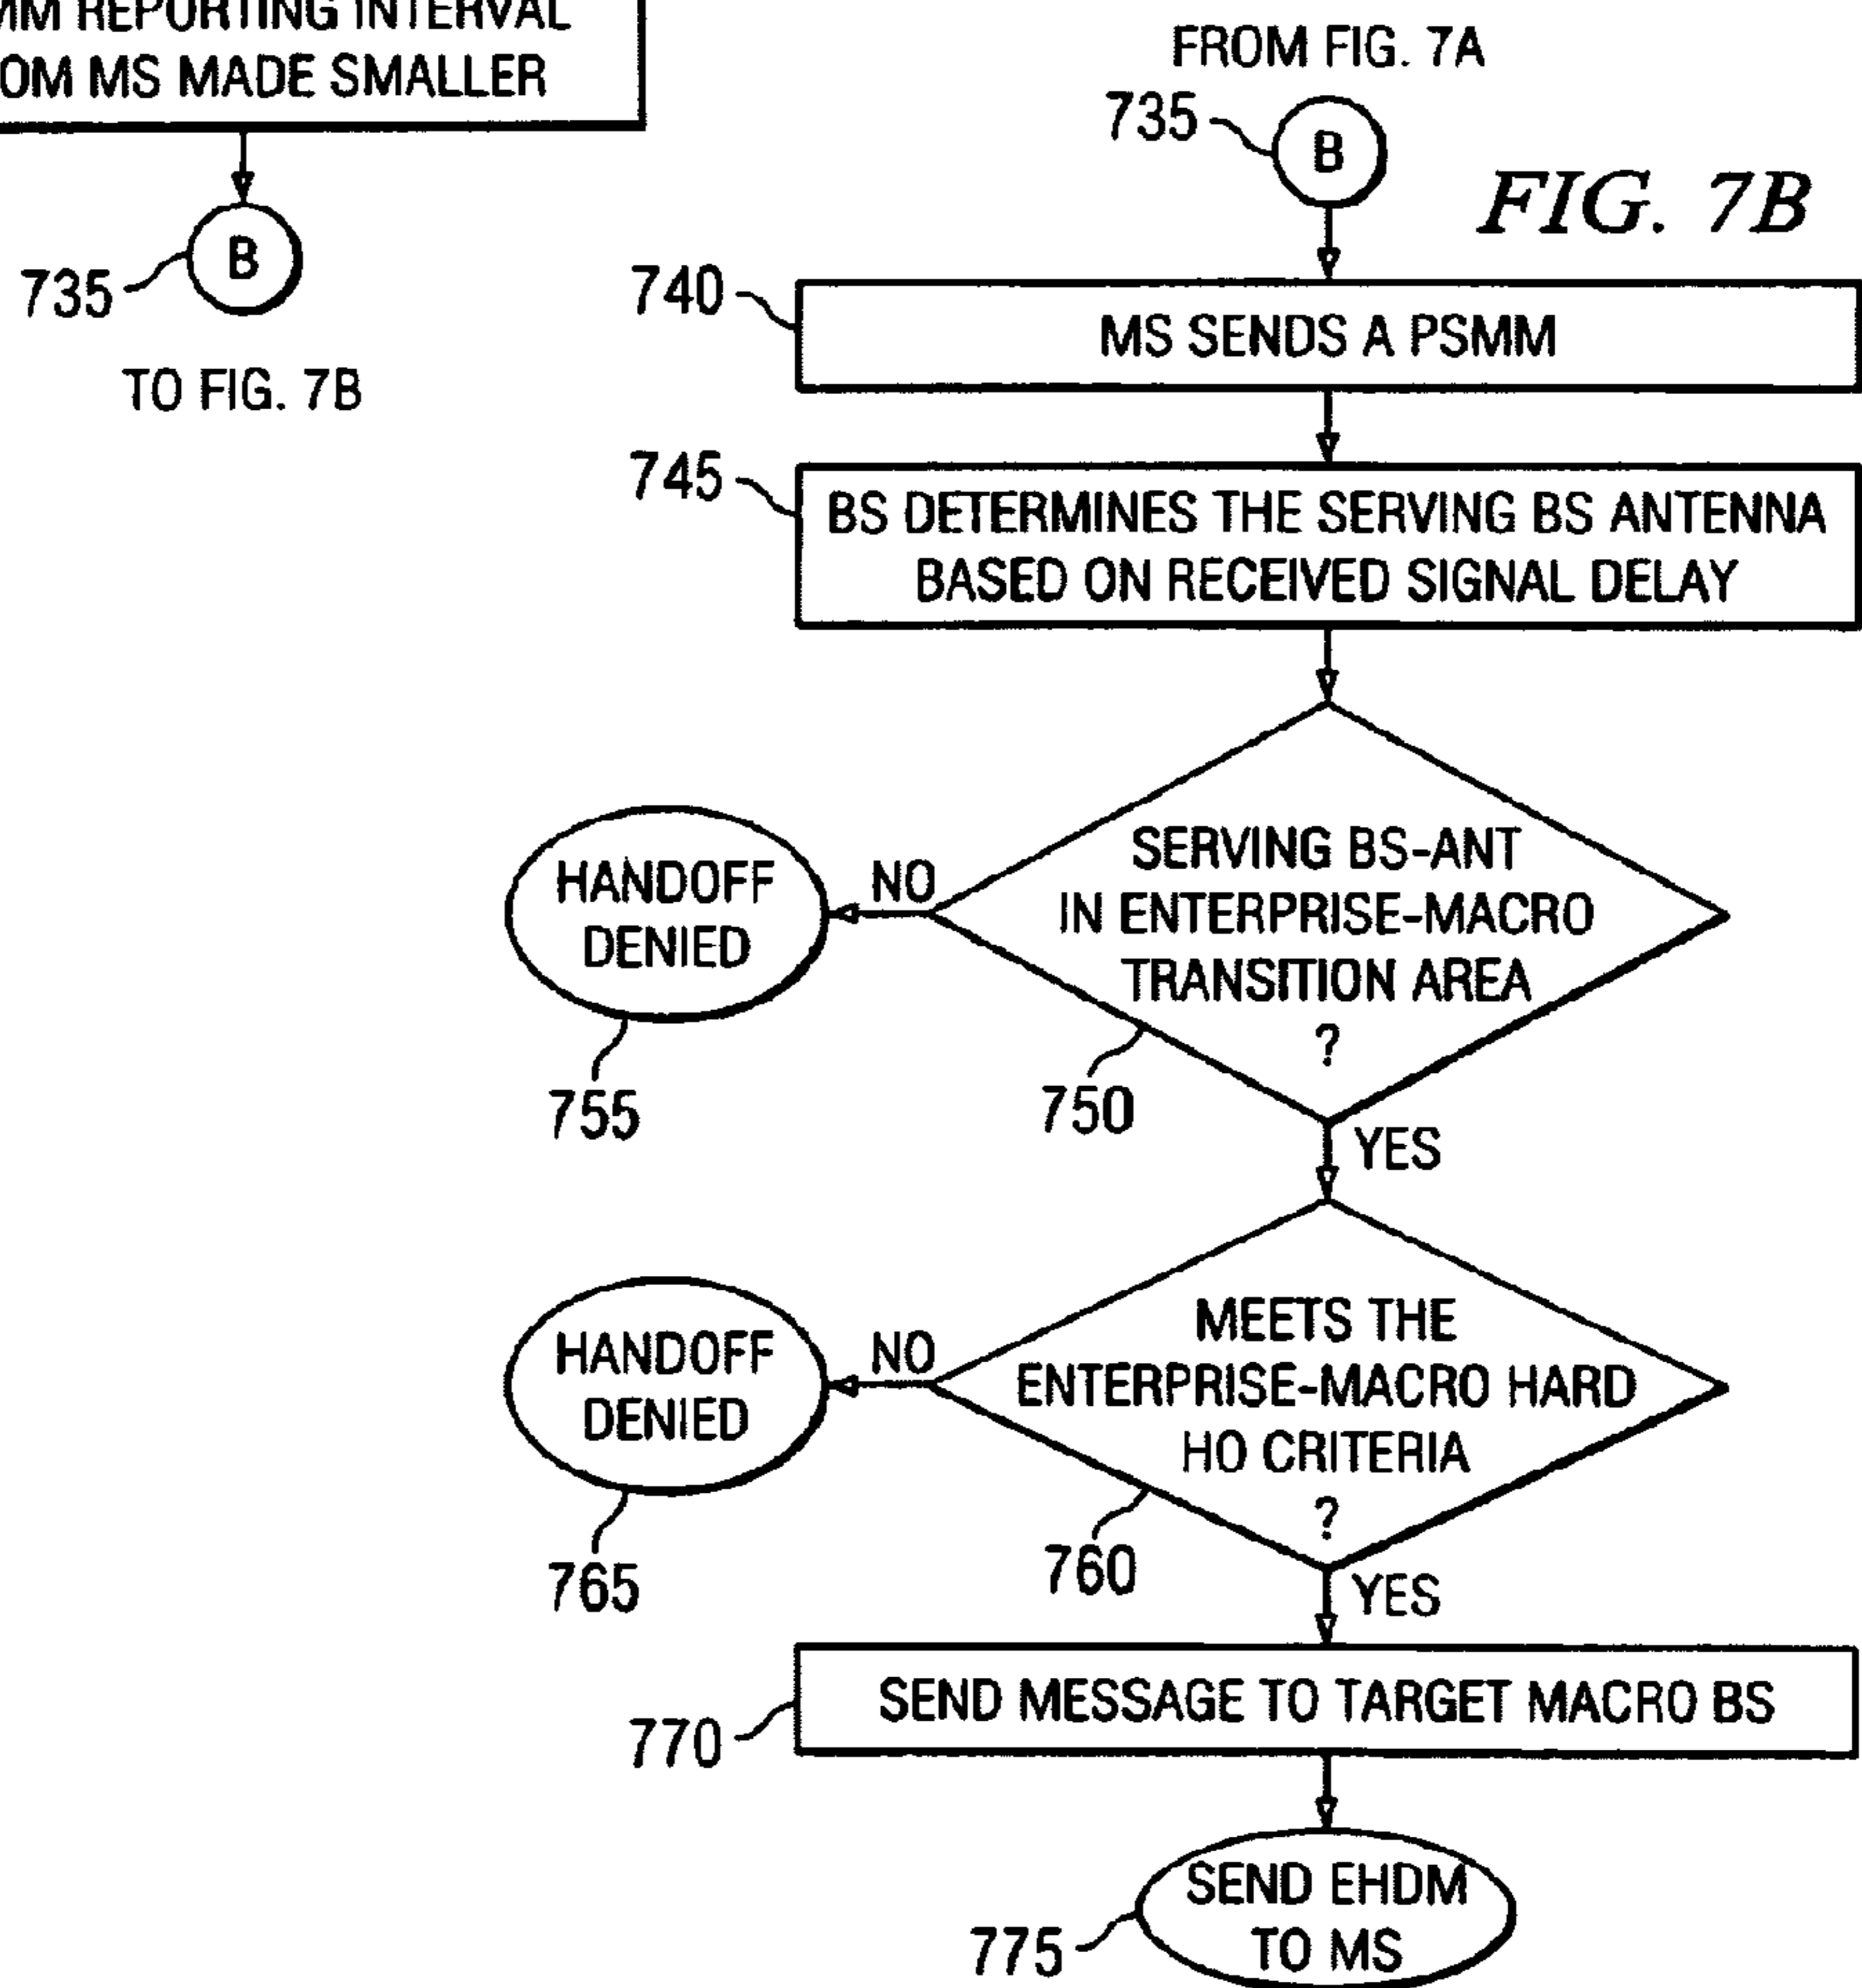 REPORTING INTERVAL
MS MADE SMALLER
B
735
TO FIG. 7B
FROM FIG. 7A
735
B
FIG. 7B
740
MS SENDS A PSMM
745
BS DETERMINES THE SERVING BS ANTENNA
BASED ON RECEIVED SIGNAL DELAY
SERVING BS-ANT
IN ENTERPRISE-MACRO
TRANSITION AREA
?
750
NO
HANDOFF
DENIED
755
YES
MEETS THE
ENTERPRISE-MACRO HARD
HO CRITERIA
?
760
NO
HANDOFF
DENIED
765
YES
SEND MESSAGE TO TARGET MACRO BS
770
SEND EHDM
TO MS
775